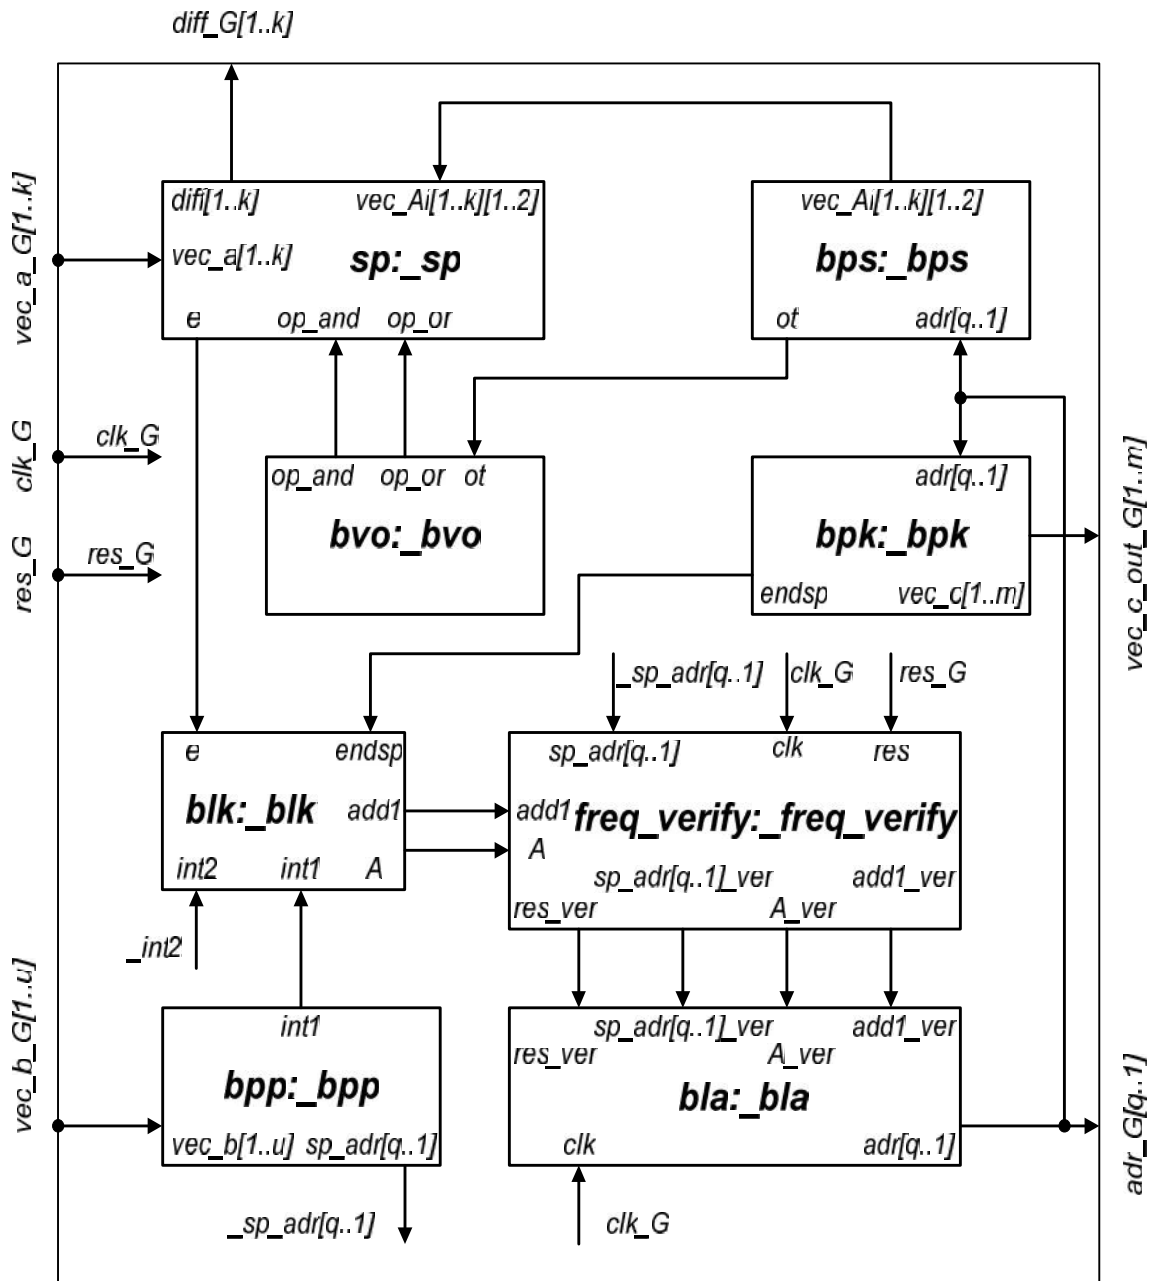 diff_G[1..k]
vec_a_G[1..k]
diff[1..k]
vec_Ai[1..k][1..2]
vec_a[1..k]
sp:_sp
e
op_and
op_or
vec_Ai[1..k][1..2]
bps:_bps
ot
adr[q..1]
clk_G
clk_G
res_G
res_G
op_and
op_or
ot
bvo:_bvo
adr[q..1]
bpk:_bpk
endsp
vec_c[1..m]
vec_c_out_G[1..m]
_sp_adr[q..1]
clk_G
res_G
e
endsp
blk:_blk
add1
int2
int1
A
sp_adr[q..1]
clk
res
add1
freq_verify:_freq_verify
A
sp_adr[q..1]_ver
add1_ver
res_ver
A_ver
_int2
vec_b_G[1..u]
int1
bpp:_bpp
vec_b[1..u]
sp_adr[q..1]
sp_adr[q..1]_ver
add1_ver
res_ver
A_ver
bla:_bla
clk
adr[q..1]
adr_G[q..1]
_sp_adr[q..1]
clk_G